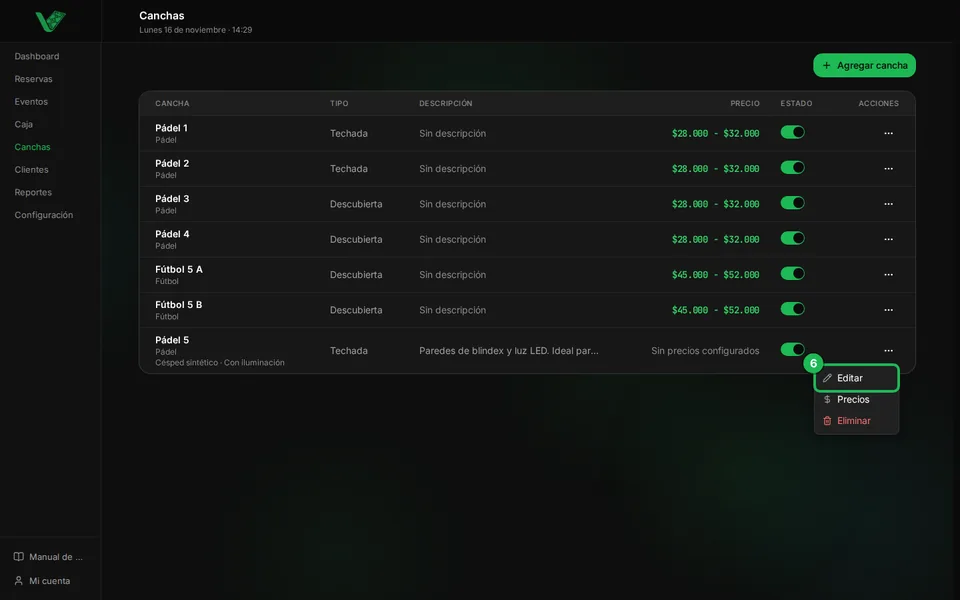 Canchas
Lunes 16 de noviembre · 14:29
Dashboard
Reservas
Eventos
Caja
Canchas
Clientes
Reportes
Configuración
Manual de ...
Mi cuenta
+ Agregar cancha
CANCHA TIPO DESCRIPCIÓN PRECIO ESTADO ACCIONES
Pádel 1
Pádel
Techada Sin descripción $28.000 - $32.000 ...
Pádel 2
Pádel
Techada Sin descripción $28.000 - $32.000 ...
Pádel 3
Pádel
Descubierta Sin descripción $28.000 - $32.000 ...
Pádel 4
Pádel
Descubierta Sin descripción $28.000 - $32.000 ...
Fútbol 5 A
Fútbol
Descubierta Sin descripción $45.000 - $52.000 ...
Fútbol 5 B
Fútbol
Descubierta Sin descripción $45.000 - $52.000 ...
Pádel 5
Pádel
Césped sintético · Con iluminación
Techada Paredes de blindex y luz LED. Ideal par... Sin precios configurados ...
6
Editar
$ Precios
Eliminar